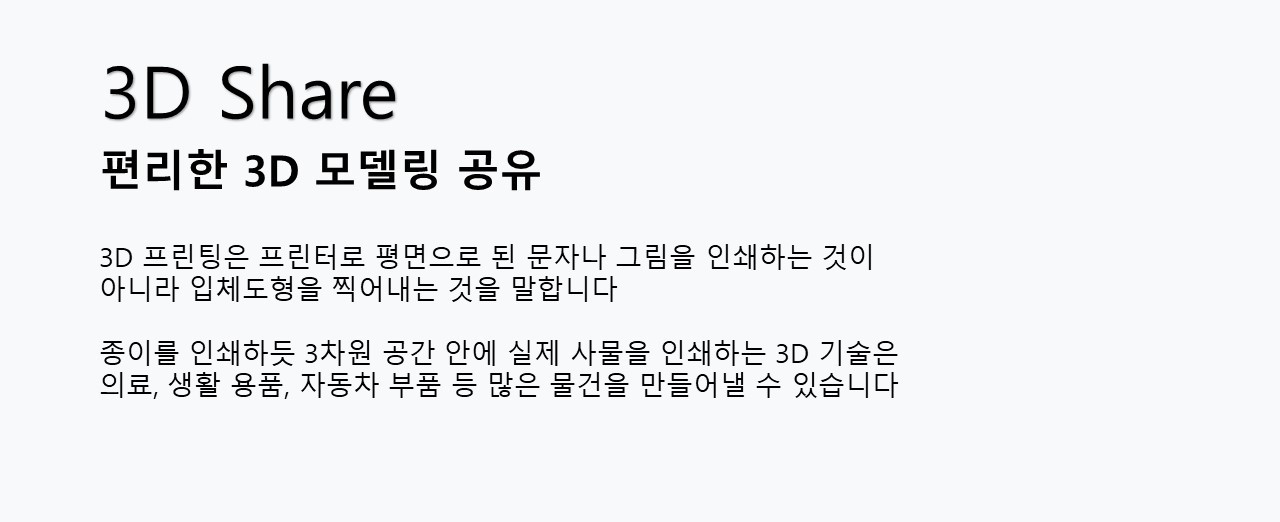 3D Share
편리한 3D 모델링 공유
3D 프린팅은 프린터로 평면으로 된 문자나 그림을 인쇄하는 것이
아니라 입체도형을 찍어내는 것을 말합니다
종이를 인쇄하듯 3차원 공간 안에 실제 사물을 인쇄하는 3D 기술은
의료, 생활 용품, 자동차 부품 등 많은 물건을 만들어낼 수 있습니다